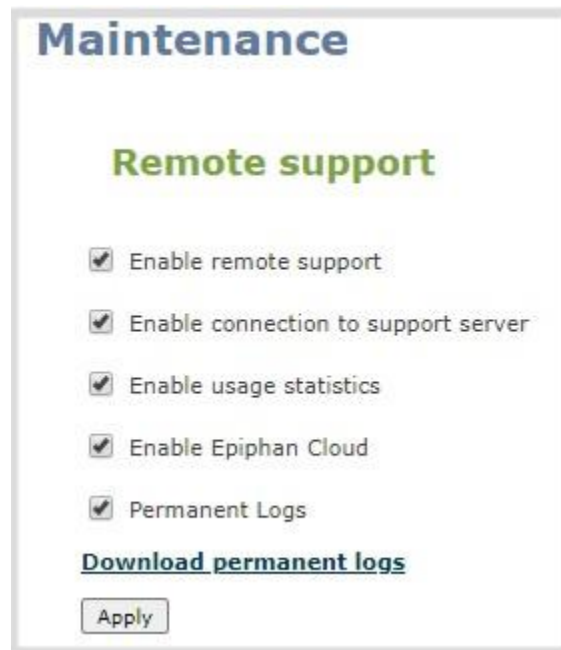 Maintenance
Remote support
Enable remote support
Enable connection to support server
Enable usage statistics
Enable Epiphan Cloud
Permanent Logs
Download permanent logs
Apply